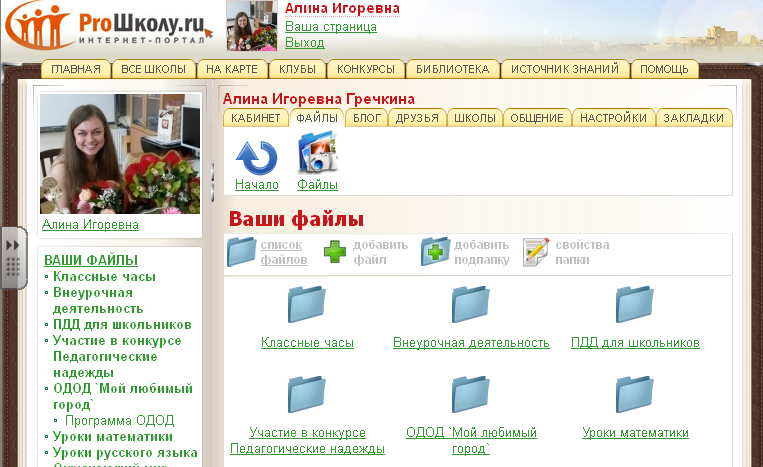 ProШколу.ru
ИНТЕРНЕТ-ПОРТАЛ
Алина Игоревна
Ваша страница
Выход
ГЛАВНАЯ ВСЕ ШКОЛЫ НА КАРТЕ КЛУБЫ КОНКУРСЫ БИБЛИОТЕКА ИСТОЧНИК ЗНАНИЙ ПОМОЩЬ
Алина Игоревна
ВАШИ ФАЙЛЫ
Классные часы
Внеурочная
деятельность
ПДД для школьников
Участие в конкурсе
Педагогические
надежды
ОДОД `Мой любимый
город`
Программа ОДОД
Уроки математики
Уроки русского языка
Алина Игоревна Гречкина
КАБИНЕТ ФАЙЛЫ БЛОГ ДРУЗЬЯ ШКОЛЫ ОБЩЕНИЕ НАСТРОЙКИ ЗАКЛАДКИ
Начало Файлы
Ваши файлы
список
файлов
добавить
файл
добавить
подпапку
свойства
папки
Классные часы
Внеурочная деятельность
ПДД для школьников
Участие в конкурсе
Педагогические надежды
ОДОД `Мой любимый
город`
Уроки математики